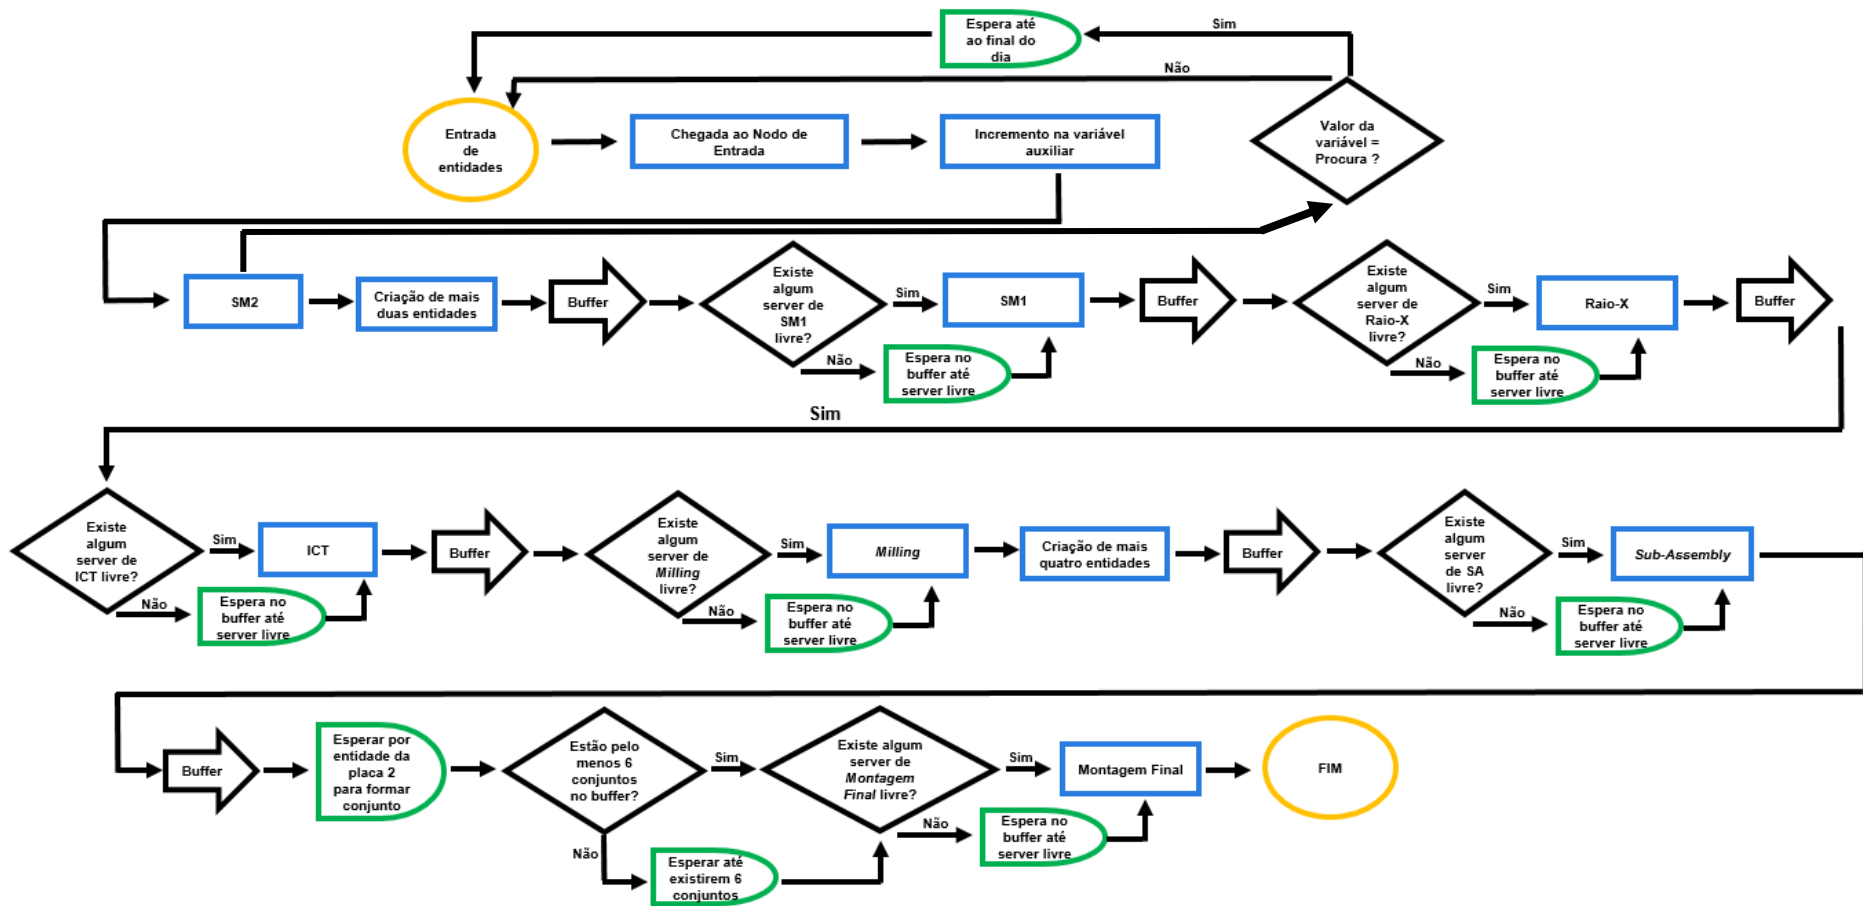 Espera até
ao final do
dia
Sim
Não
Entrada
de
entidades
Chegada ao Nodo de
Entrada
Incremento na variável
auxiliar
Valor da
variável =
Procura ?
SM2
Criação de mais
duas entidades
Buffer
Existe
algum
server de
SM1
livre?
Sim
Não
SM1
Espera no
buffer até
server livre
Buffer
Existe
algum
server de
Raio-X
livre?
Sim
Não
Raio-X
Espera no
buffer até
server livre
Buffer
Sim
Existe
algum
server de
ICT livre?
Sim
Não
ICT
Espera no
buffer até
server livre
Buffer
Existe
algum
server de
Milling
livre?
Sim
Não
Milling
Espera no
buffer até
server livre
Criação de mais
quatro entidades
Buffer
Existe
algum
server
de SA
livre?
Sim
Não
Sub-Assembly
Espera no
buffer até
server livre
Buffer
Esperar por
entidade da
placa 2
para formar
conjunto
Estão pelo
menos 6
conjuntos
no buffer?
Sim
Não
Esperar até
existirem 6
conjuntos
Existe algum
server de
Montagem
Final livre?
Sim
Não
Montagem Final
Espera no
buffer até
server livre
FIM